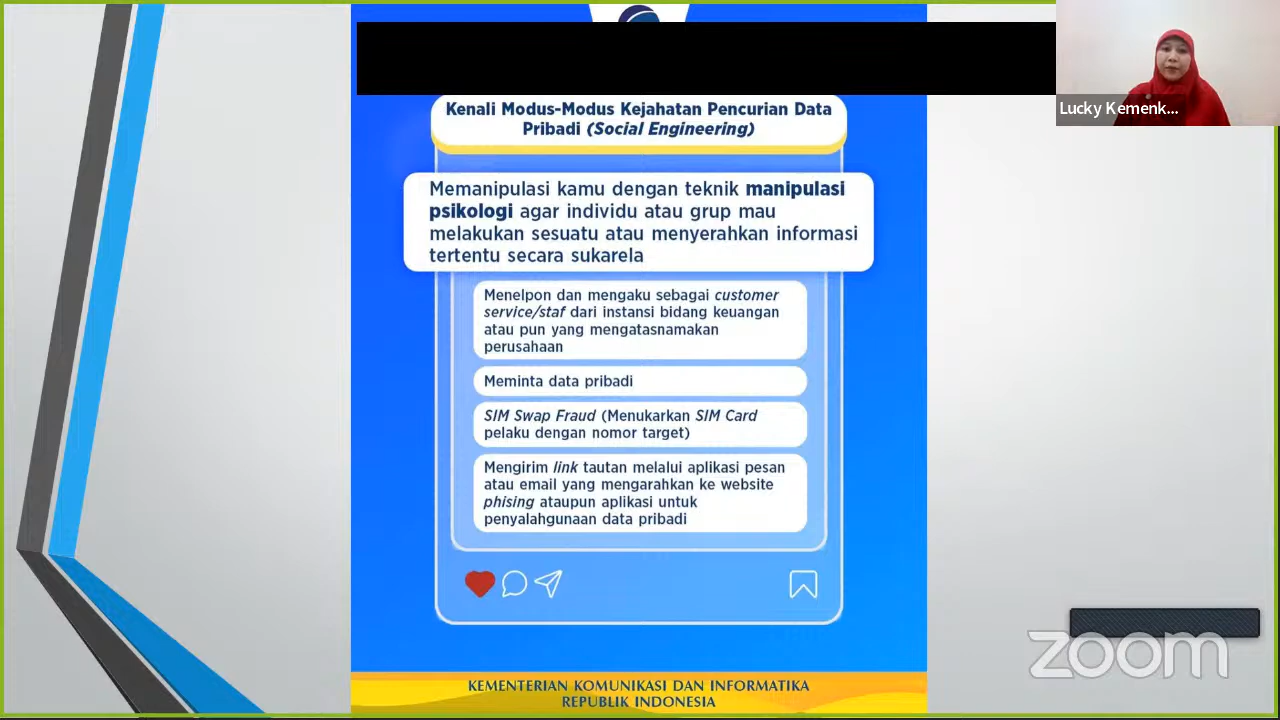 Kenali Modus-Modus Kejahatan Pencurian Data
Pribadi (Social Engineering)
Lucky Kemenk...
Memanipulasi kamu dengan teknik manipulasi
psikologi agar individu atau grup mau
melakukan sesuatu atau menyerahkan informasi
tertentu secara sukarela
Menelpon dan mengaku sebagai customer
service/staf dari instansi bidang keuangan
atau pun yang mengatasnamakan
perusahaan
Meminta data pribadi
SIM Swap Fraud (Menukarkan SIM Card
pelaku dengan nomor target)
Mengirim link tautan melalui aplikasi pesan
atau email yang mengarahkan ke website
phising ataupun aplikasi untuk
penyalahgunaan data pribadi
zoom
KEMENTERIAN KOMUNIKASI DAN INFORMATIKA
REPUBLIK INDONESIA